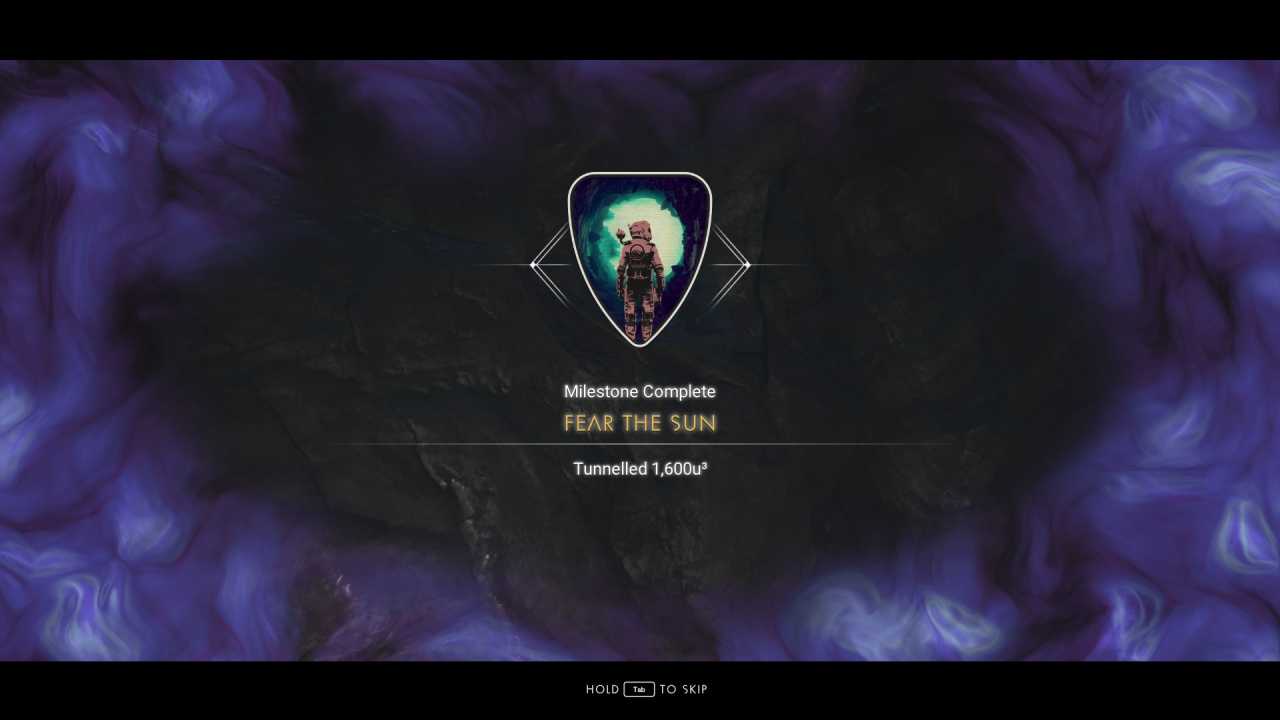 Milestone Complete
FEAR THE SUN
Tunnelled 1,600u³
HOLD Tab TO SKIP